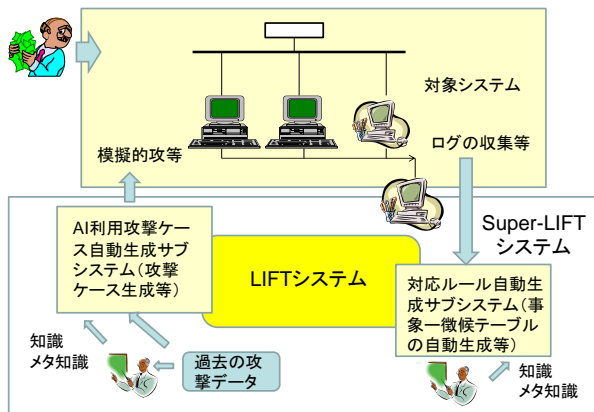 対象システム
模擬的攻等
ログの収集等
Super-LIFT
システム
AI利用攻撃ケー
ス自動生成サブ
システム(攻撃
ケース生成等)
LIFTシステム
対応ルール自動生
成サブシステム(事
象一徴候テーブル
の自動生成等)
知識
メタ知識
過去の攻
撃データ
知識
メタ知識